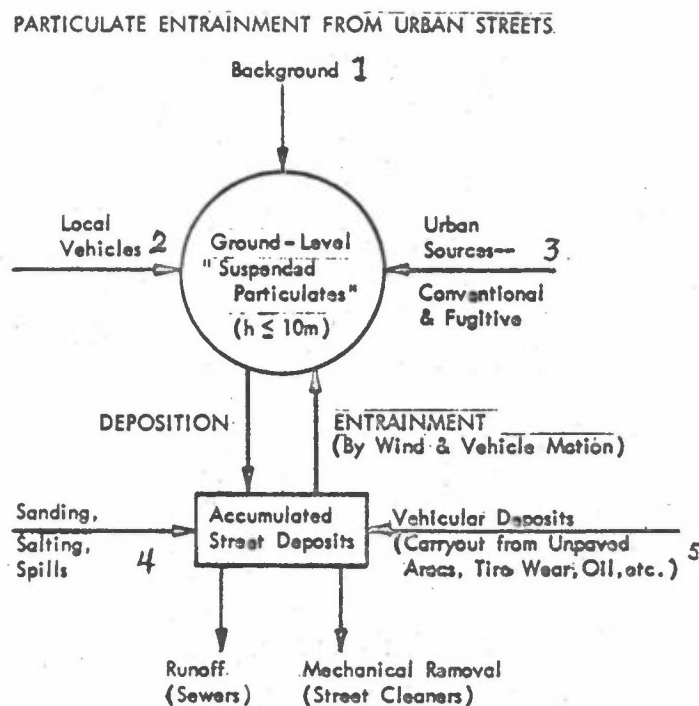 PARTICULATE ENTRAINMENT FROM URBAN STREETS
Background 1
Local
Vehicles 2
Ground-Level
"Suspended
Particulates"
(h ≤ 10m)
Urban
Sources-- 3
Conventional
& Fugitive
DEPOSITION
ENTRAINMENT
(By Wind & Vehicle Motion)
Sanding,
Salting,
Spills 4
Accumulated
Street Deposits
Vehicular Deposits
(Carryout from Unpaved 5
Areas, Tire Wear, Oil, etc.)
Runoff
(Sewers)
Mechanical Removal
(Street Cleaners)